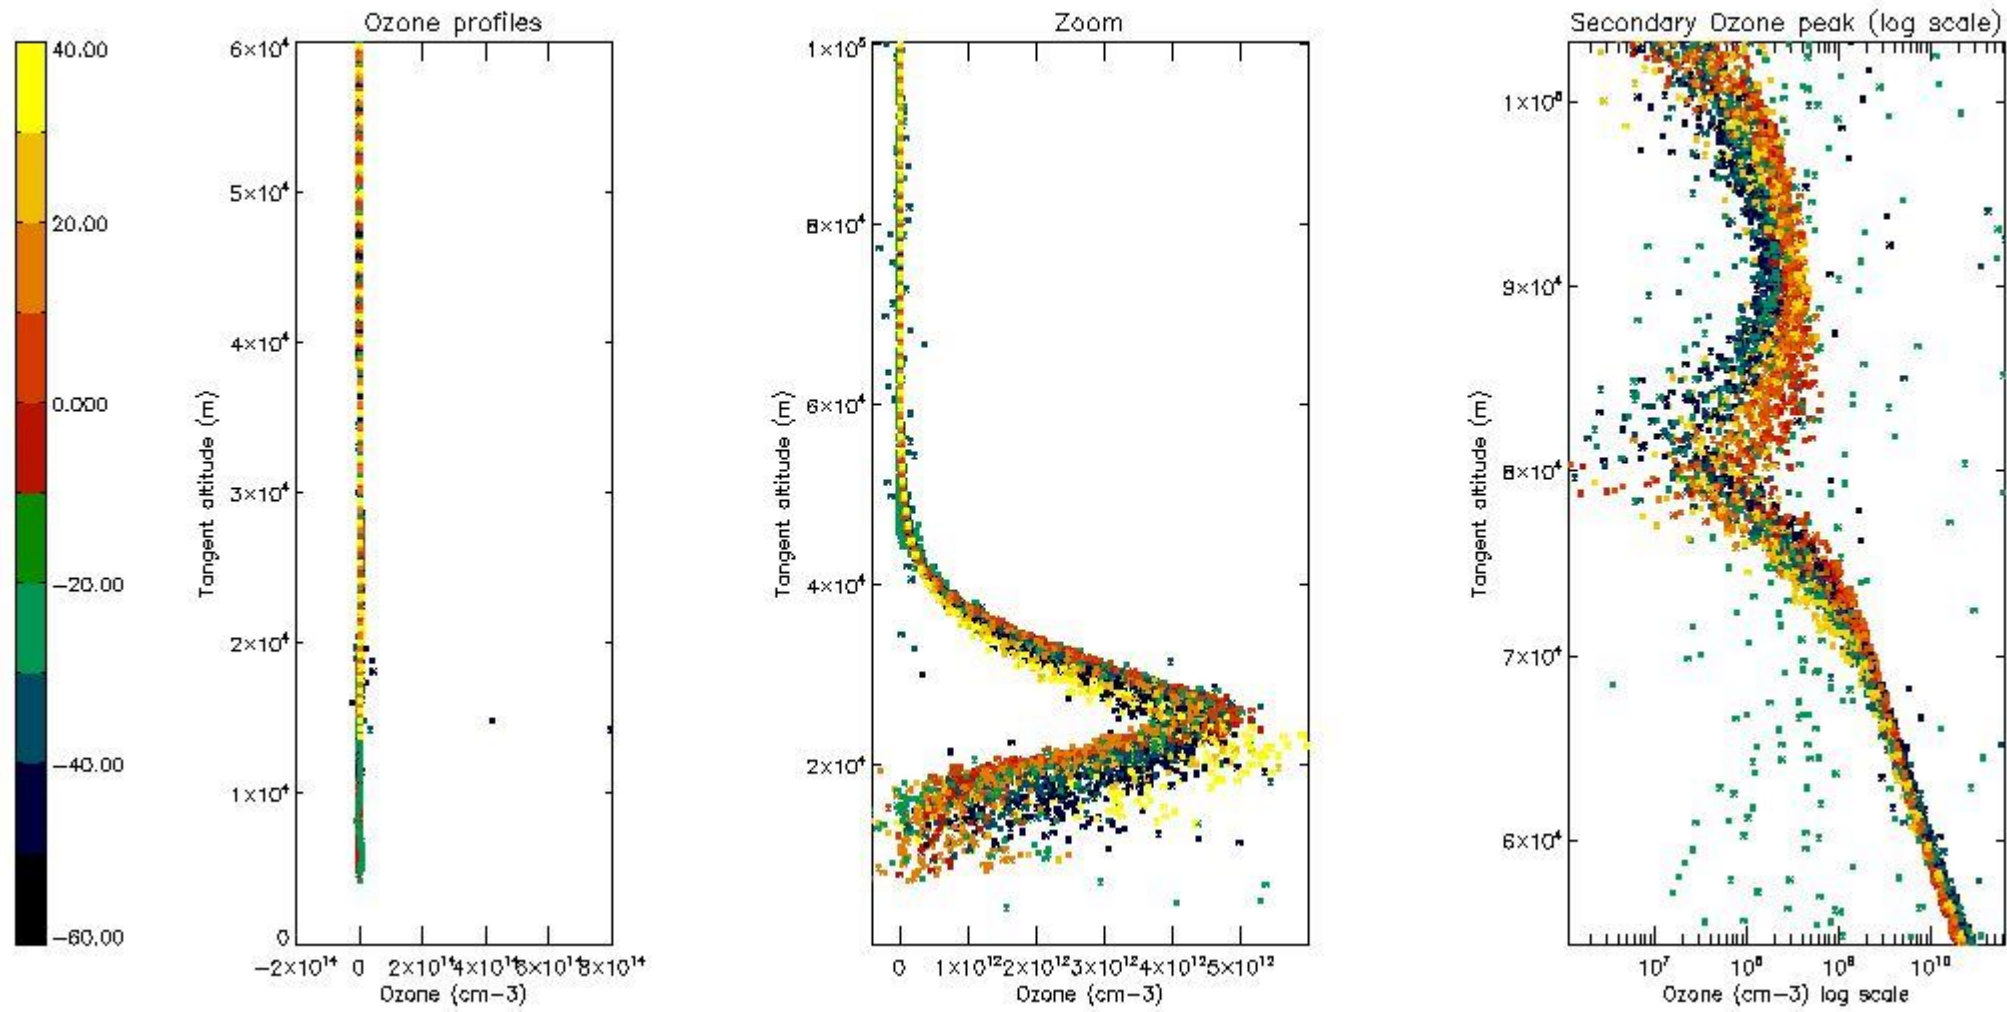 Ozone profiles
Zoom
Secondary Ozone peak (log scale)
40.00
20.00
0.000
−20.00
−40.00
−60.00
6×10⁴
5×10⁴
4×10⁴
3×10⁴
2×10⁴
1×10⁴
0
Tangent altitude (m)
−2×10¹⁴ 0 2×10¹⁴ 4×10¹⁴ 6×10¹⁴ 8×10¹⁴
Ozone (cm−3)
1×10⁵
8×10⁴
6×10⁴
4×10⁴
2×10⁴
Tangent altitude (m)
0 1×10¹² 2×10¹² 3×10¹² 4×10¹² 5×10¹²
Ozone (cm−3)
1×10⁵
9×10⁴
8×10⁴
7×10⁴
6×10⁴
Tangent altitude (m)
10⁷ 10⁸ 10⁹ 10¹⁰
Ozone (cm−3) log scale